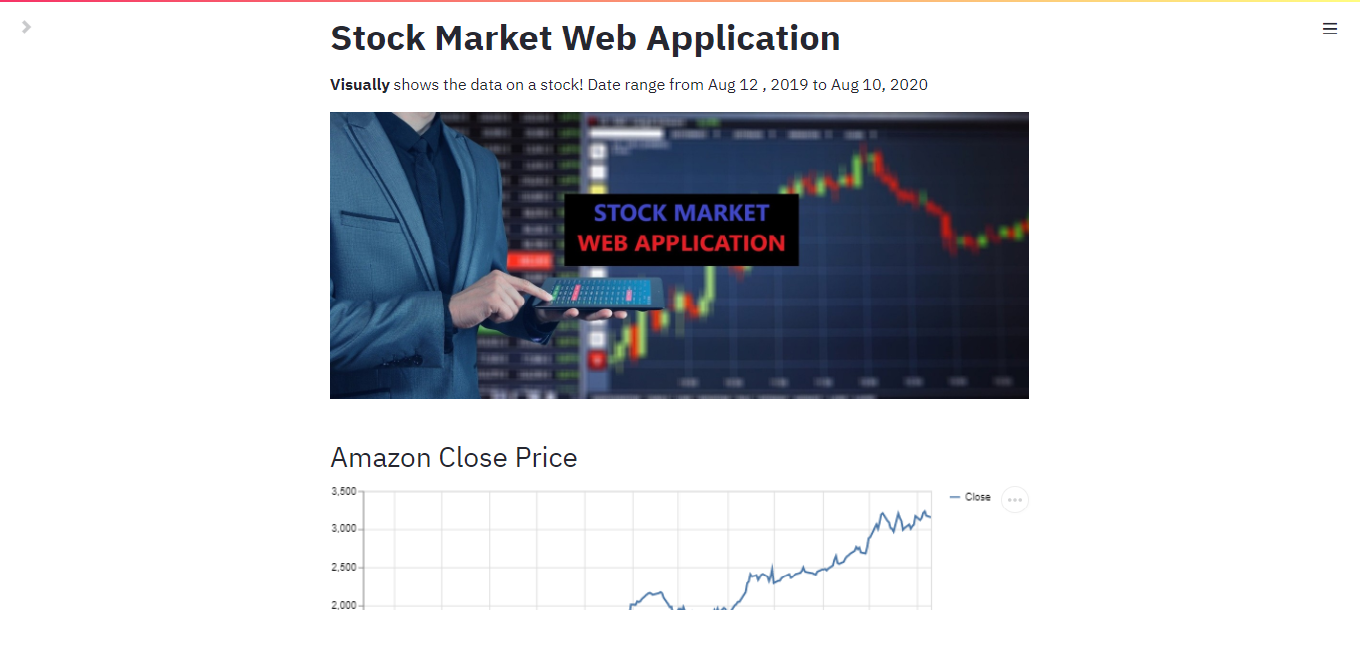 Stock Market Web Application
Visually shows the data on a stock! Date range from Aug 12 , 2019 to Aug 10, 2020
STOCK MARKET
WEB APPLICATION
Amazon Close Price
3,500
Close
3,000
2,500
2,000